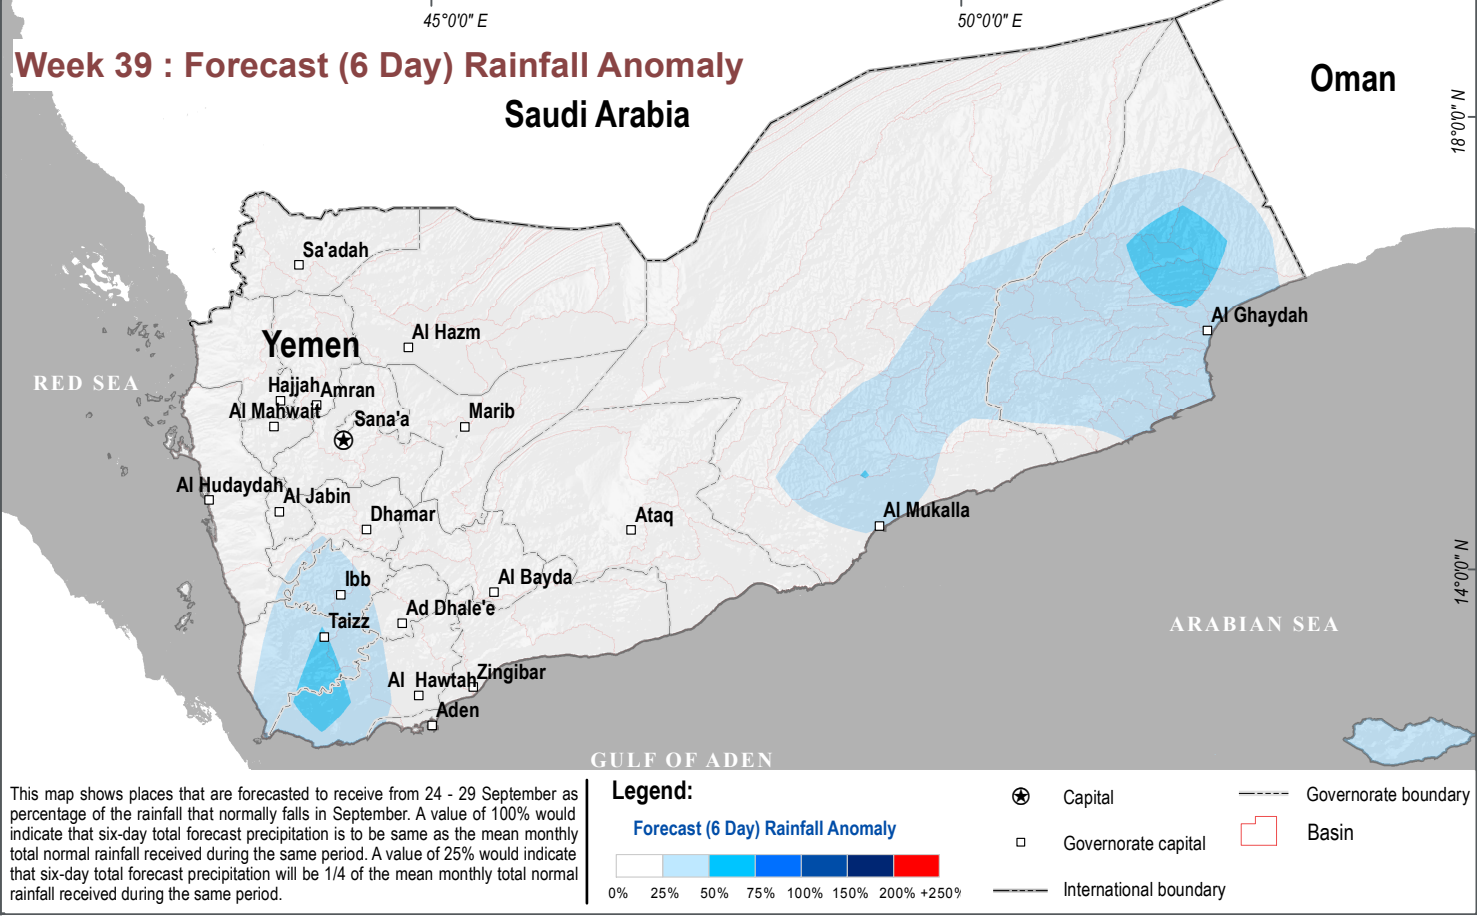 45°0'0" E
50°0'0" E
Week 39 : Forecast (6 Day) Rainfall Anomaly
Oman
Saudi Arabia
18°0'0" N
Sa'adah
Al Ghaydah
Al Hazm
Yemen
RED SEA
Hajjah
Amran
Al Mahwait
Sana'a
Marib
Al Hudaydah
Al Jabin
Dhamar
Ataq
Al Mukalla
14°0'0" N
Ibb
Al Bayda
Ad Dhale'e
Taizz
ARABIAN SEA
Al Hawtah
Zingibar
Aden
GULF OF ADEN
This map shows places that are forecasted to receive from 24 - 29 September as
percentage of the rainfall that normally falls in September. A value of 100% would
indicate that six-day total forecast precipitation is to be same as the mean monthly
total normal rainfall received during the same period. A value of 25% would indicate
that six-day total forecast precipitation will be 1/4 of the mean monthly total normal
rainfall received during the same period.
Legend:
Forecast (6 Day) Rainfall Anomaly
0% 25% 50% 75% 100% 150% 200% +250%
Capital
Governorate capital
International boundary
Governorate boundary
Basin